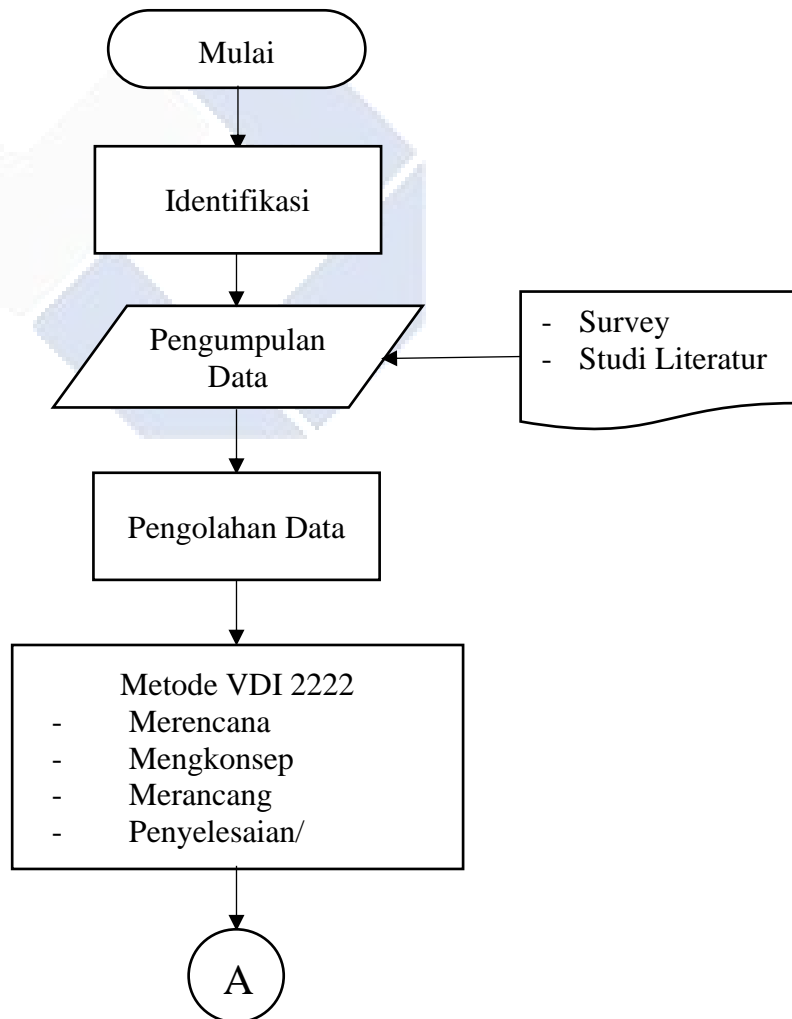 Mulai
Identifikasi
Pengumpulan
Data
- Survey
- Studi Literatur
Pengolahan Data
Metode VDI 2222
- Merencana
- Mengkonsep
- Merancang
- Penyelesaian/
A